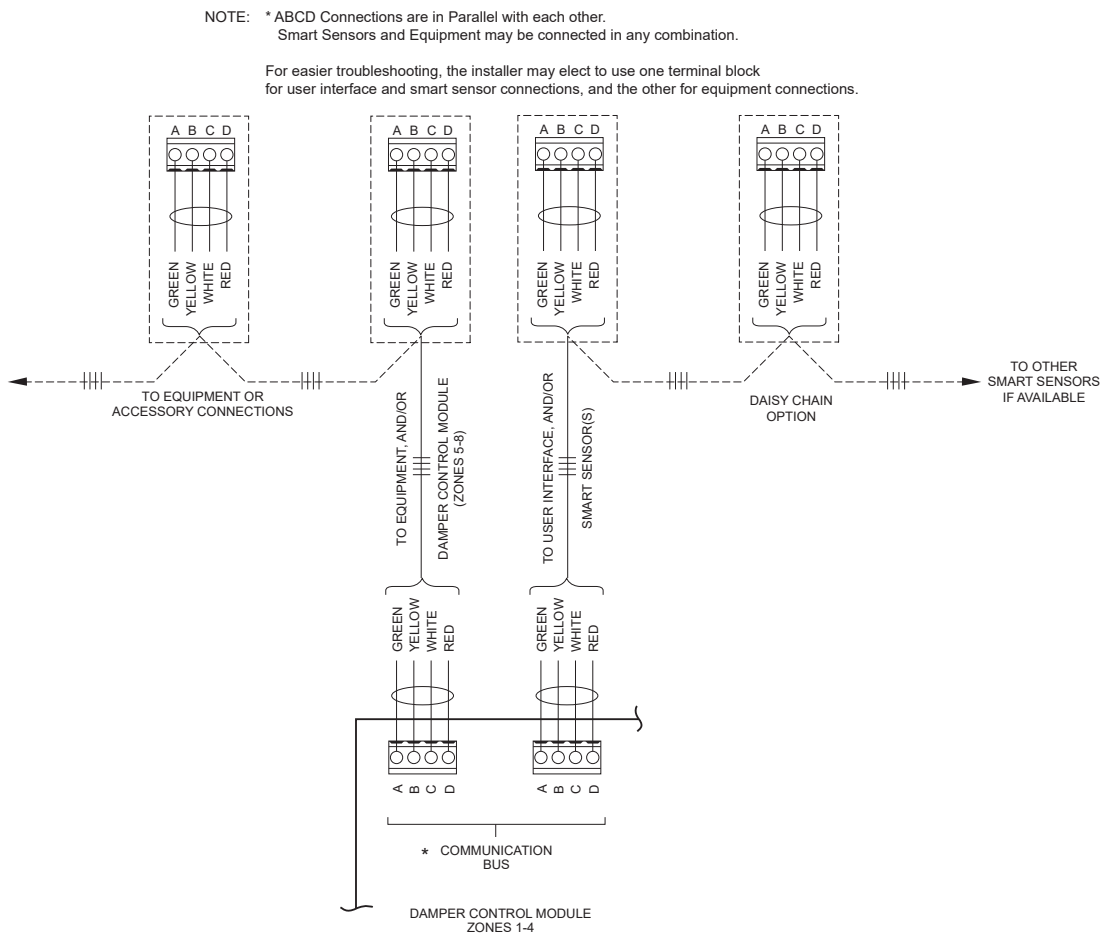 NOTE: * ABCD Connections are in Parallel with each other.
Smart Sensors and Equipment may be connected in any combination.
For easier troubleshooting, the installer may elect to use one terminal block
for user interface and smart sensor connections, and the other for equipment connections.
A B C D
A B C D
A B C D
A B C D
GREEN
YELLOW
WHITE
RED
GREEN
YELLOW
WHITE
RED
GREEN
YELLOW
WHITE
RED
GREEN
YELLOW
WHITE
RED
TO EQUIPMENT OR
ACCESSORY CONNECTIONS
TO EQUIPMENT, AND/OR
DAMPER CONTROL MODULE
(ZONES 5-8)
TO USER INTERFACE, AND/OR
SMART SENSOR(S)
DAISY CHAIN
OPTION
TO OTHER
SMART SENSORS
IF AVAILABLE
GREEN
YELLOW
WHITE
RED
GREEN
YELLOW
WHITE
RED
A B C D
A B C D
* COMMUNICATION
BUS
DAMPER CONTROL MODULE
ZONES 1-4